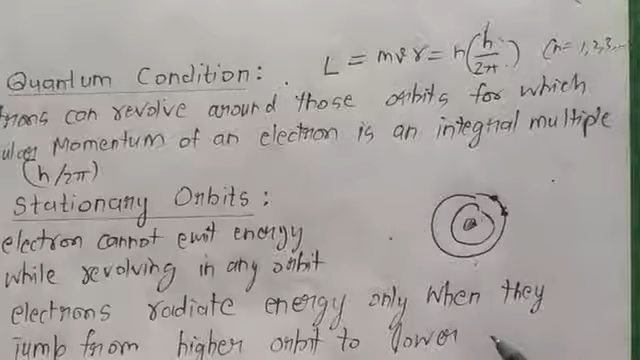 L = mvr = n(h/2π) (n=1,2,3...
Quantum Condition:
trons can revolve around those orbits for which
ular Momentum of an electron is an integral multiple
(h/2π)
Stationary Orbits:
electron cannot emit energy
while revolving in any orbit
electrons radiate energy only when they
jump from higher orbit to lower